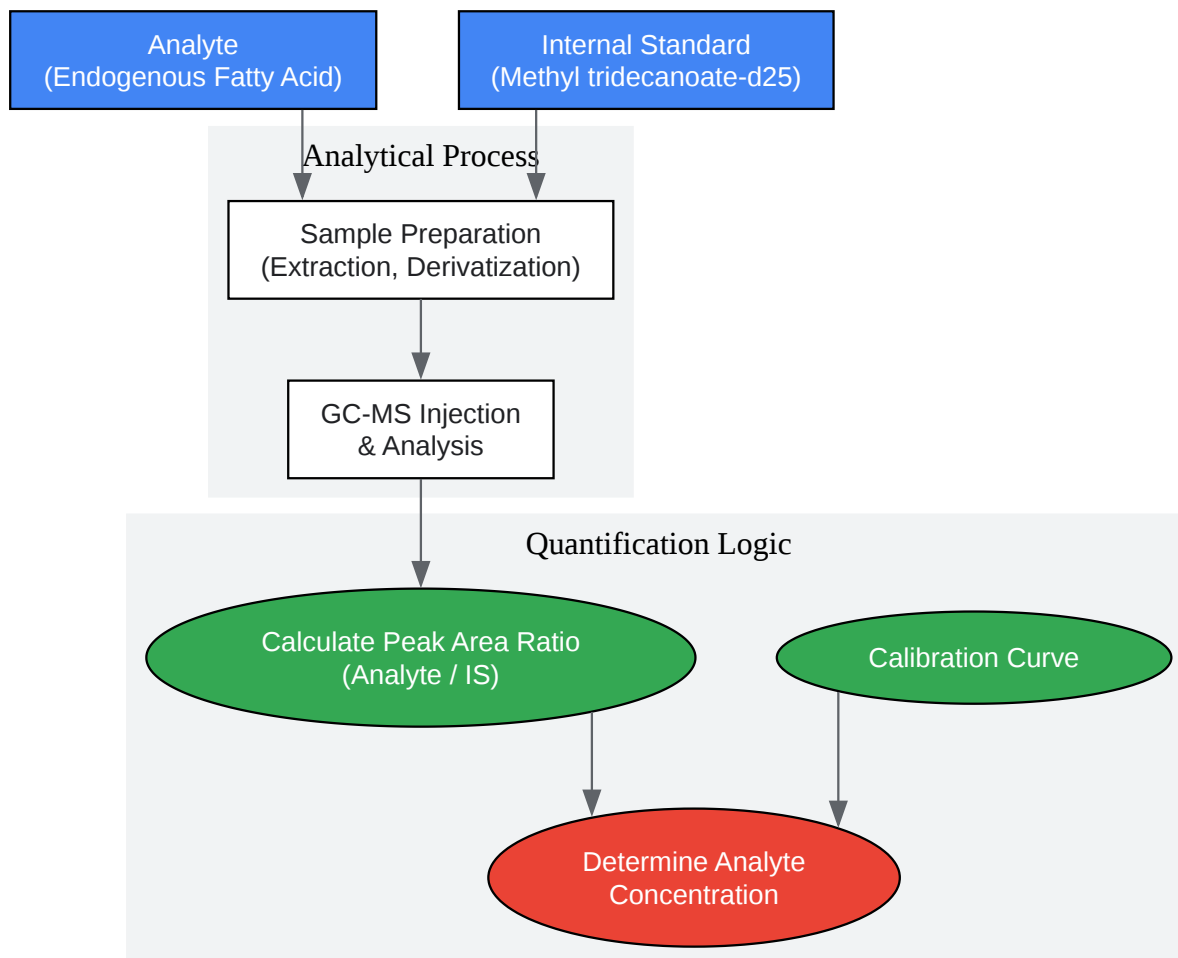 Analyte
(Endogenous Fatty Acid)
Internal Standard
(Methyl tridecanoate-d25)
Analytical Process
Sample Preparation
(Extraction, Derivatization)
GC-MS Injection
& Analysis
Quantification Logic
Calculate Peak Area Ratio
(Analyte / IS)
Calibration Curve
Determine Analyte
Concentration